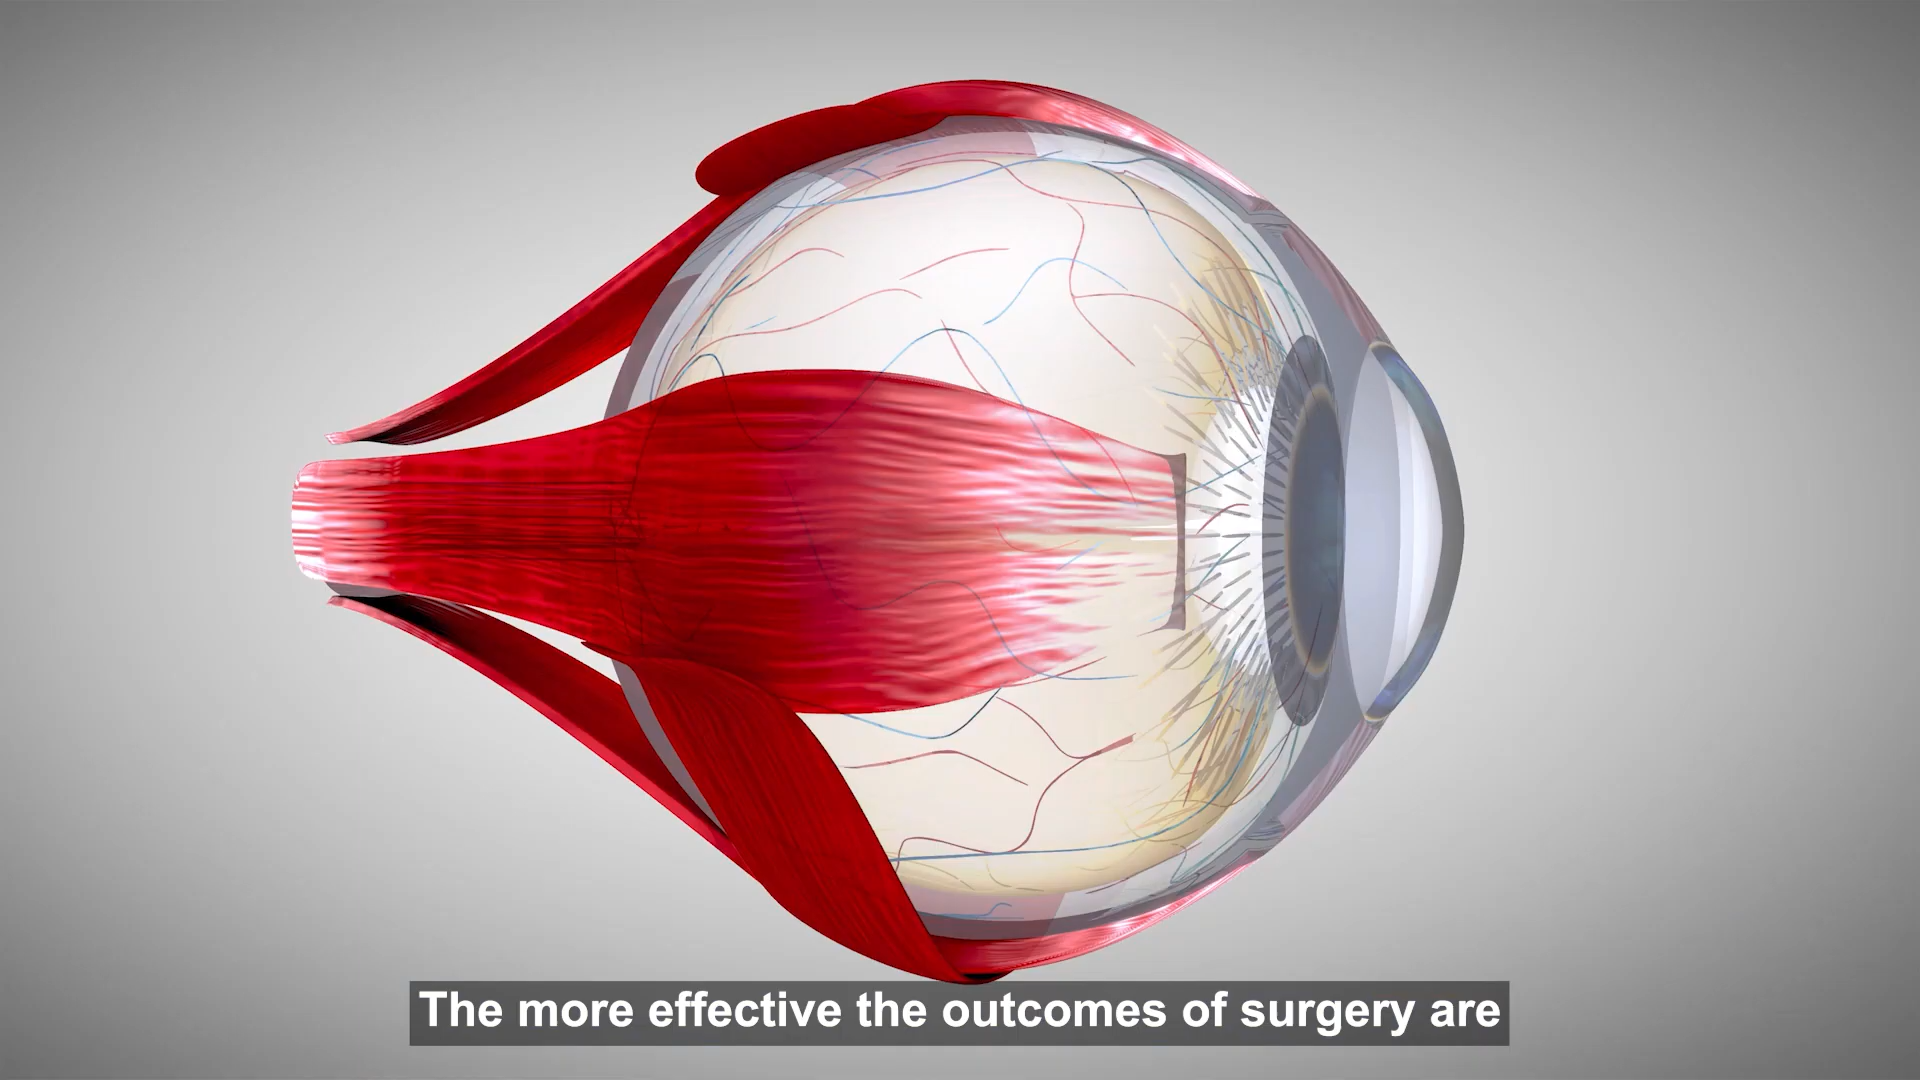 The more effective the outcomes of surgery are